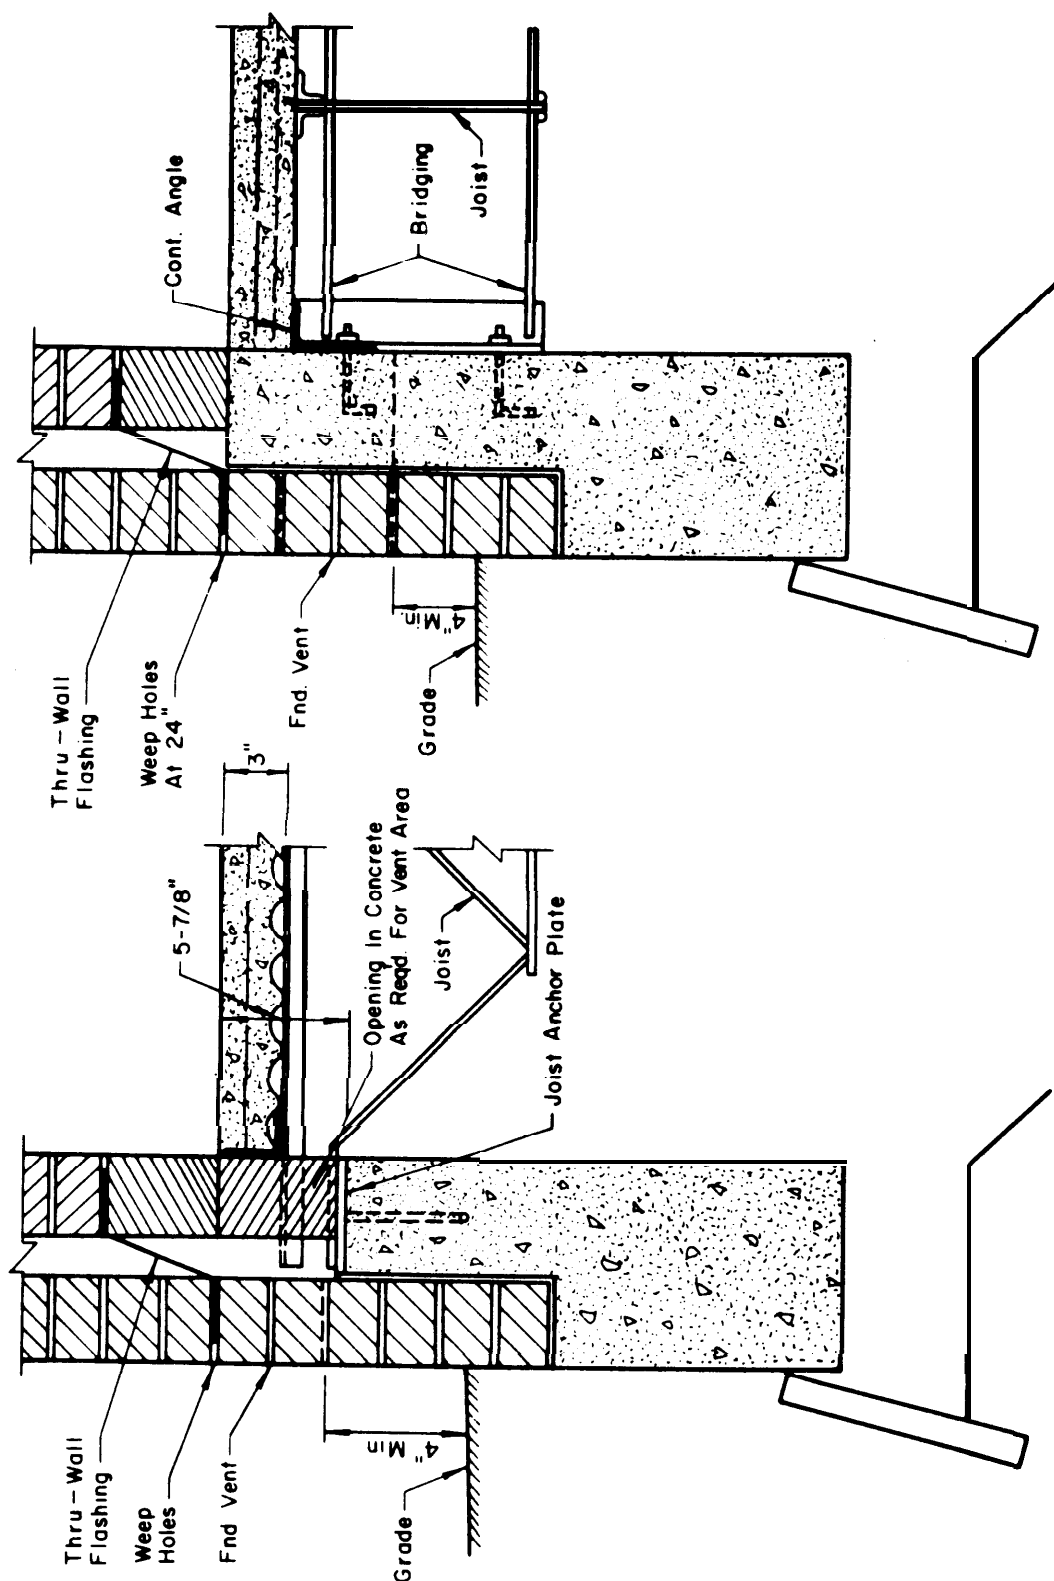 Thru-Wall
Flashing
Weep Holes
At 24"
Fnd. Vent
Grade
4" Min.
Cont. Angle
Bridging
Joist
Thru-Wall
Flashing
Weep
Holes
Fnd Vent
Grade
4" Min
3"
5-7/8"
Opening In Concrete
As Reqd. For Vent Area
Joist
Joist Anchor Plate